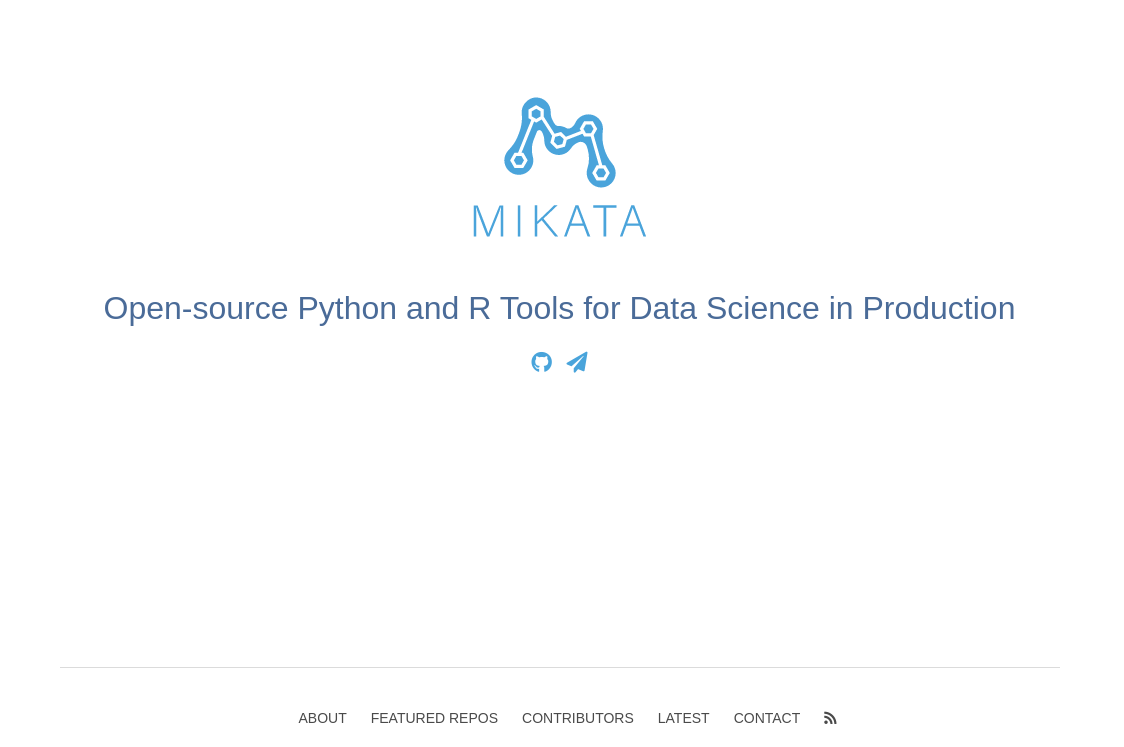 MIKATA
Open-source Python and R Tools for Data Science in Production
ABOUT FEATURED REPOS CONTRIBUTORS LATEST CONTACT